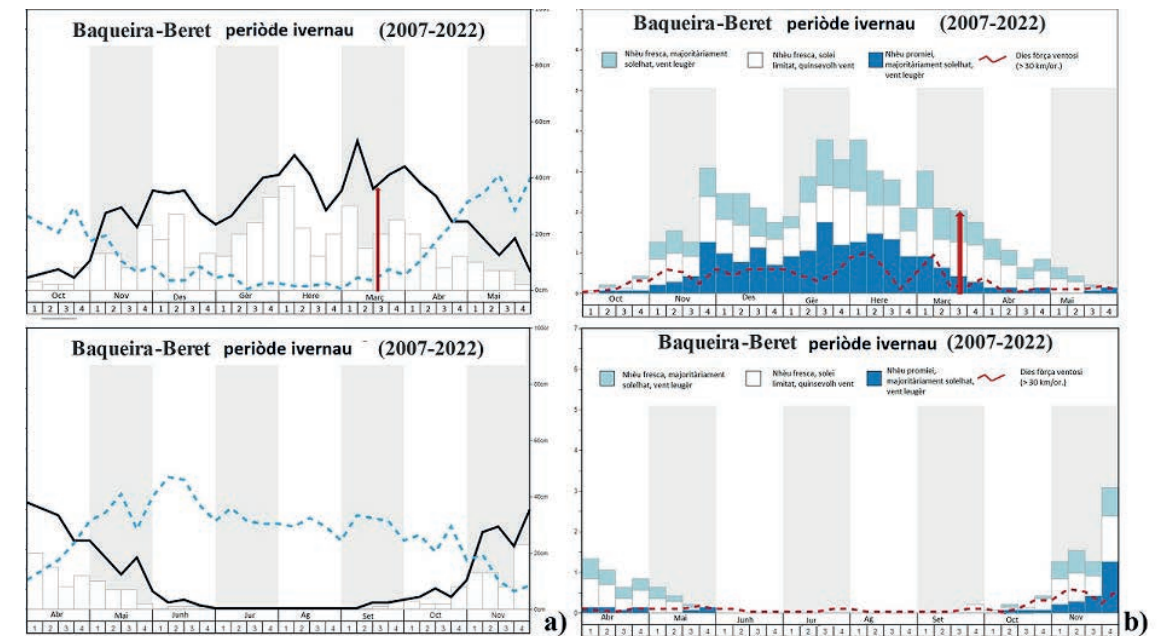 Baqueira-Beret periòde ivernau (2007-2022)
80cm
60cm
40cm
20cm
0cm
Oct Nov Des Gèr Here Març Abr Mai
1 2 3 4 1 2 3 4 1 2 3 4 1 2 3 4 1 2 3 4 1 2 3 4 1 2 3 4 1 2 3 4
Baqueira-Beret periòde ivernau (2007-2022)
Nhèu fresca, majoritàriament
solelhat, vent leugèr
Nhèu fresca, solei
limitat, quinsevolh vent
Nhèu promiei,
majoritàriament solelhat,
vent leugèr
Dies fòrça ventosi
(> 30 km/or.)
Oct Nov Des Gèr Here Març Abr Mai
1 2 3 4 1 2 3 4 1 2 3 4 1 2 3 4 1 2 3 4 1 2 3 4 1 2 3 4 1 2 3 4
Baqueira-Beret periòde ivernau (2007-2022)
100cm
80cm
60cm
40cm
20cm
0cm
Abr Mai Junh Jur Ag Set Oct Nov
1 2 3 4 1 2 3 4 1 2 3 4 1 2 3 4 1 2 3 4 1 2 3 4 1 2 3 4 1 2 3 4
a)
Baqueira-Beret periòde ivernau (2007-2022)
Nhèu fresca, majoritàriament
solelhat, vent leugèr
Nhèu fresca, solei
limitat, quinsevolh vent
Nhèu promiei,
majoritàriament solelhat,
vent leugèr
Dies fòrça ventosi
(> 30 km/or.)
7
6
5
4
3
2
1
0
Abr Mai Junh Jur Ag Set Oct Nov
1 2 3 4 1 2 3 4 1 2 3 4 1 2 3 4 1 2 3 4 1 2 3 4 1 2 3 4 1 2 3 4
b)